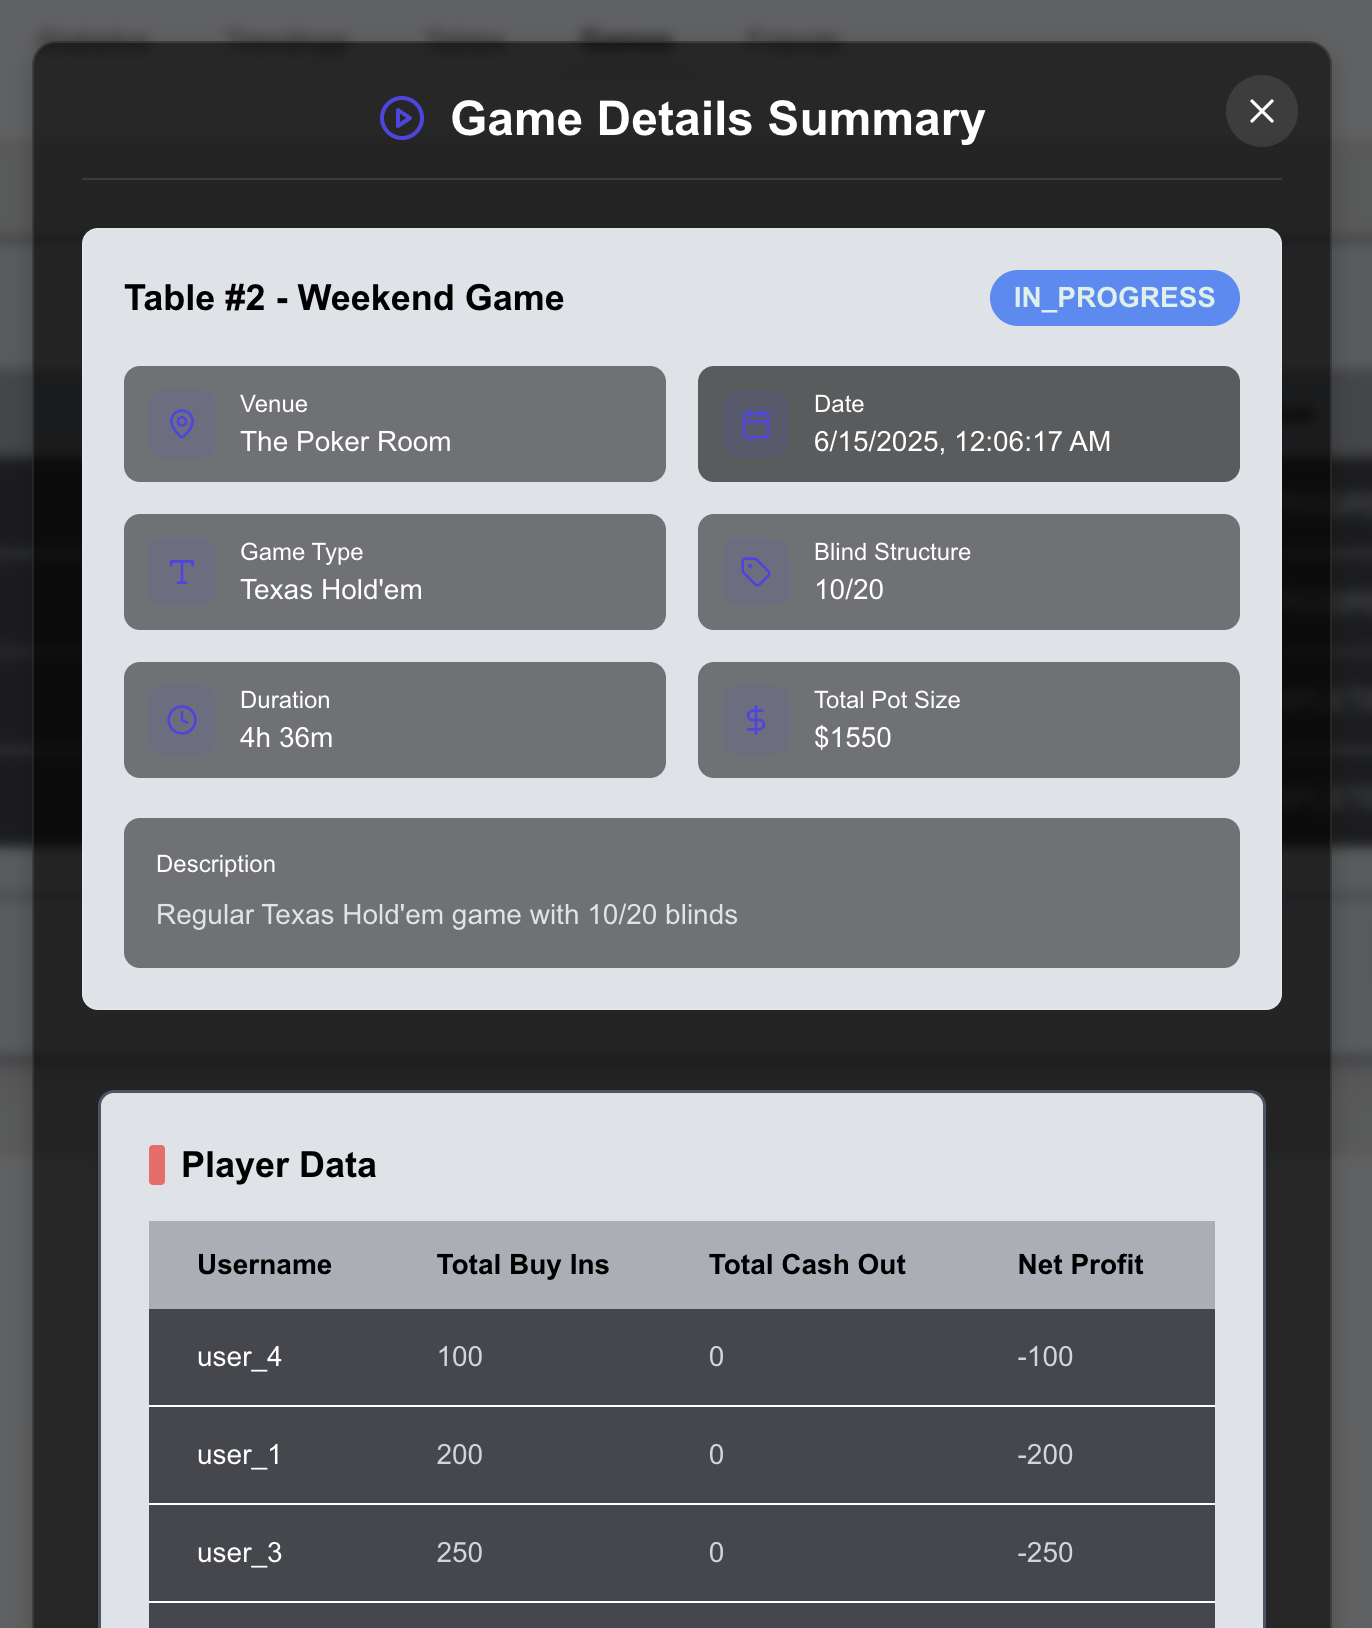 Game Details Summary
Table #2 - Weekend Game
IN_PROGRESS
Venue
The Poker Room
Date
6/15/2025, 12:06:17 AM
Game Type
Texas Hold'em
Blind Structure
10/20
Duration
4h 36m
Total Pot Size
$1550
Description
Regular Texas Hold'em game with 10/20 blinds
Player Data
Username Total Buy Ins Total Cash Out Net Profit
user_4 100 0 -100
user_1 200 0 -200
user_3 250 0 -250